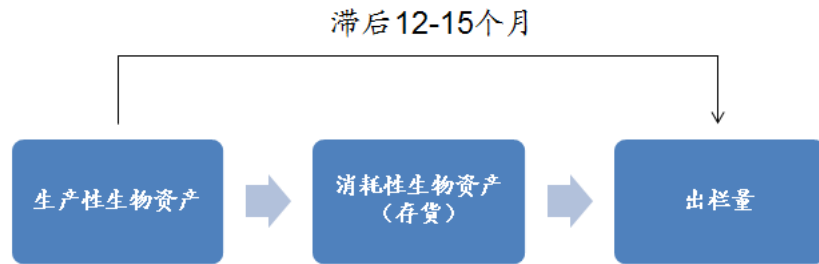 滞后12-15个月
生产性生物资产
消耗性生物资产
（存货）
出栏量